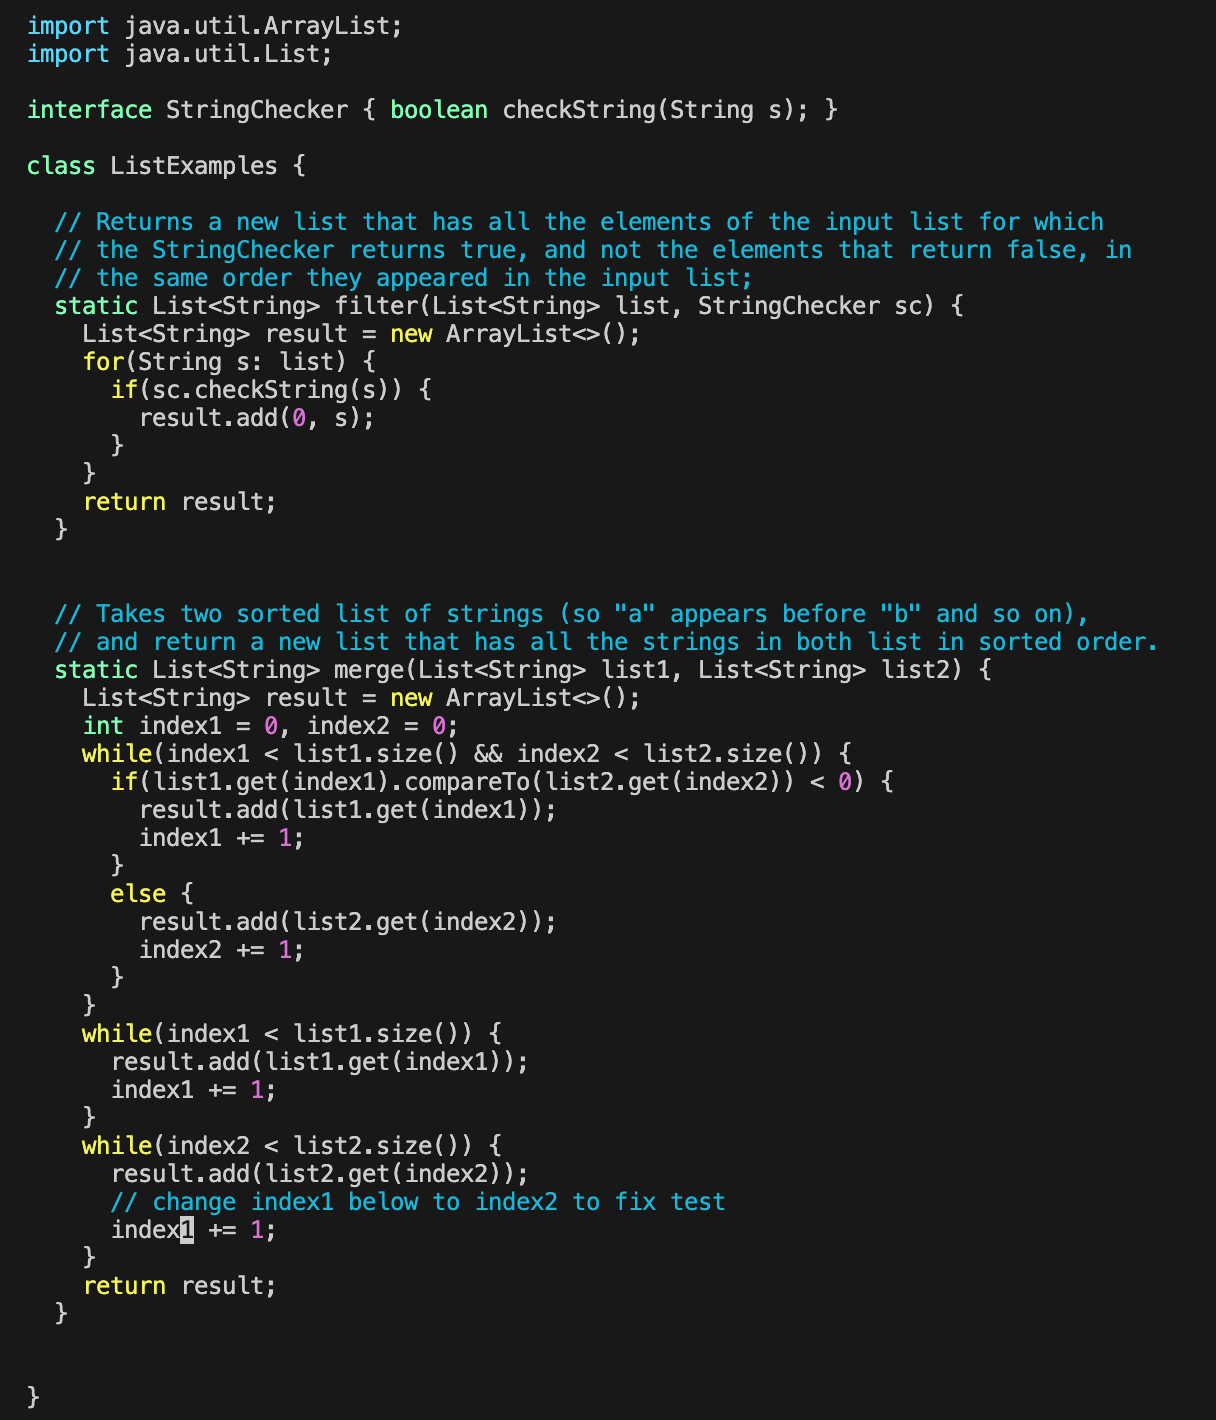 import java.util.ArrayList;
import java.util.List;

interface StringChecker { boolean checkString(String s); }

class ListExamples {

  // Returns a new list that has all the elements of the input list for which
  // the StringChecker returns true, and not the elements that return false, in
  // the same order they appeared in the input list;
  static List<String> filter(List<String> list, StringChecker sc) {
    List<String> result = new ArrayList<>();
    for(String s: list) {
      if(sc.checkString(s)) {
        result.add(0, s);
      }
    }
    return result;
  }


  // Takes two sorted list of strings (so "a" appears before "b" and so on),
  // and return a new list that has all the strings in both list in sorted order.
  static List<String> merge(List<String> list1, List<String> list2) {
    List<String> result = new ArrayList<>();
    int index1 = 0, index2 = 0;
    while(index1 < list1.size() && index2 < list2.size()) {
      if(list1.get(index1).compareTo(list2.get(index2)) < 0) {
        result.add(list1.get(index1));
        index1 += 1;
      }
      else {
        result.add(list2.get(index2));
        index2 += 1;
      }
    }
    while(index1 < list1.size()) {
      result.add(list1.get(index1));
      index1 += 1;
    }
    while(index2 < list2.size()) {
      result.add(list2.get(index2));
      // change index1 below to index2 to fix test
      index1 += 1;
    }
    return result;
  }


}